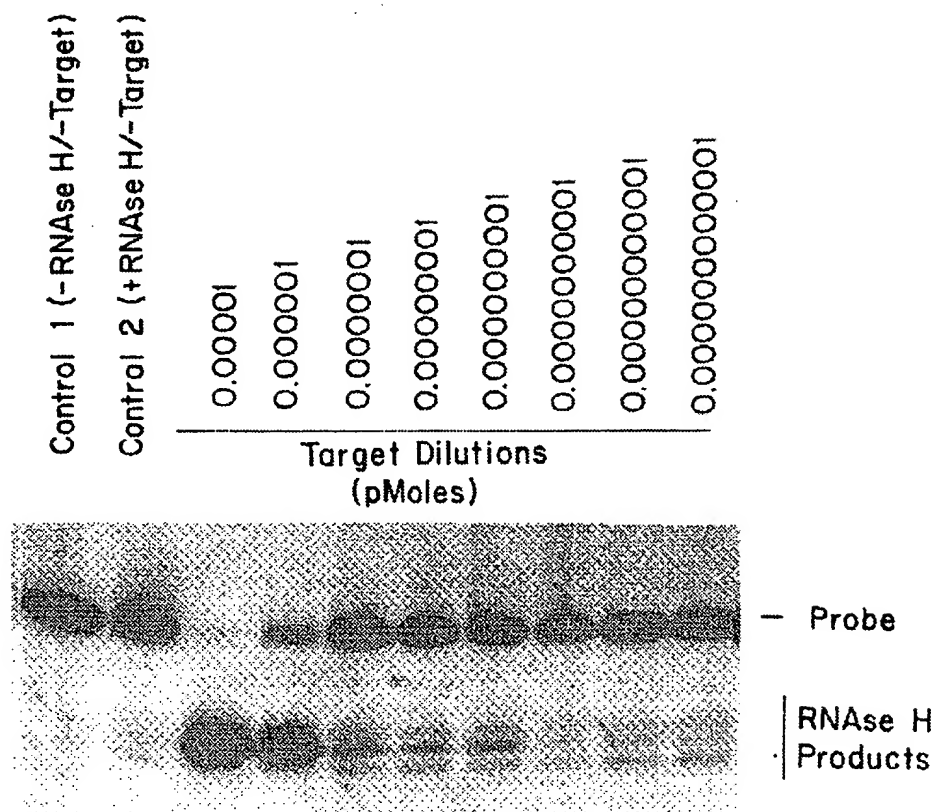 Control 1 (-RNAse H/-Target)
Control 2 (+RNAse H/-Target)
0.00001
0.000001
0.0000001
0.00000001
0.000000001
0.0000000001
0.00000000001
0.000000000001
Target Dilutions
(pMoles)
Probe
RNAse H
Products